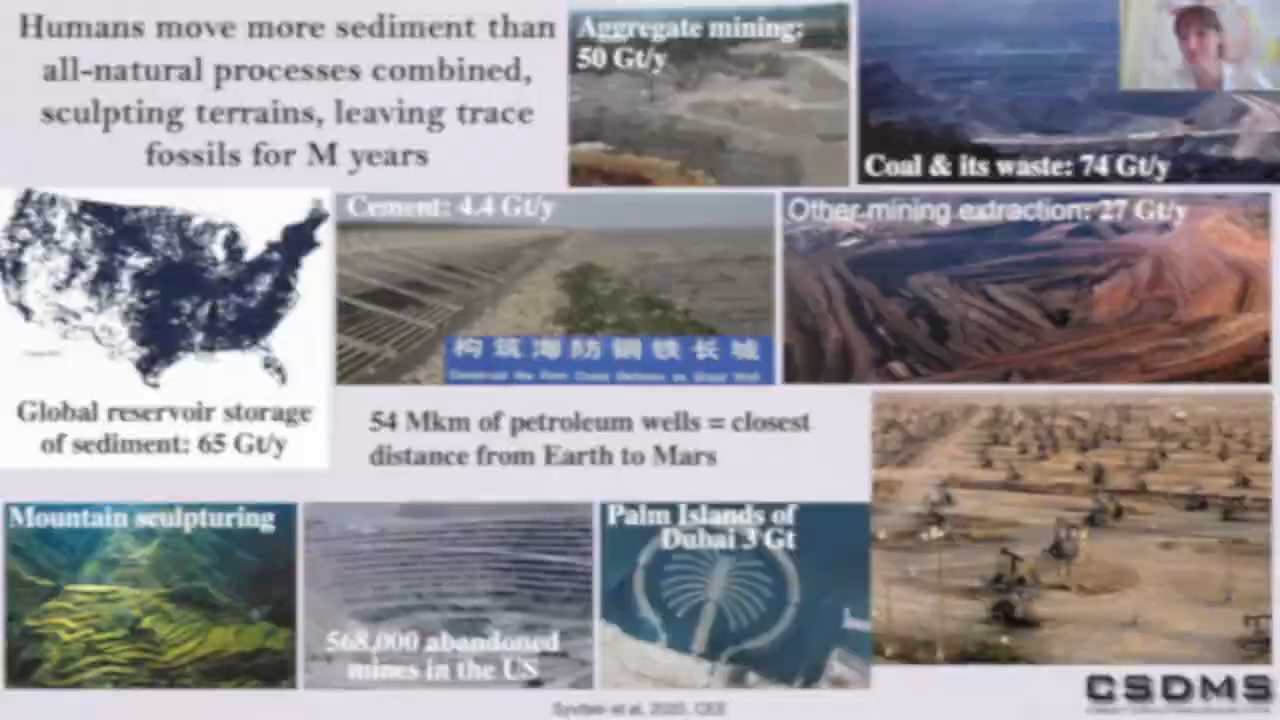 Humans move more sediment than
all-natural processes combined,
sculpting terrains, leaving trace
fossils for M years
Aggregate mining:
50 Gt/y
Coal & its waste: 74 Gt/y
Cement: 4.4 Gt/y
构筑海防钢铁长城
Other mining extraction: 27 Gt/y
Global reservoir storage
of sediment: 65 Gt/y
54 Mkm of petroleum wells = closest
distance from Earth to Mars
Mountain sculpturing
568,000 abandoned
mines in the US
Palm Islands of
Dubai 3 Gt
et al, 2020,
CSDMS